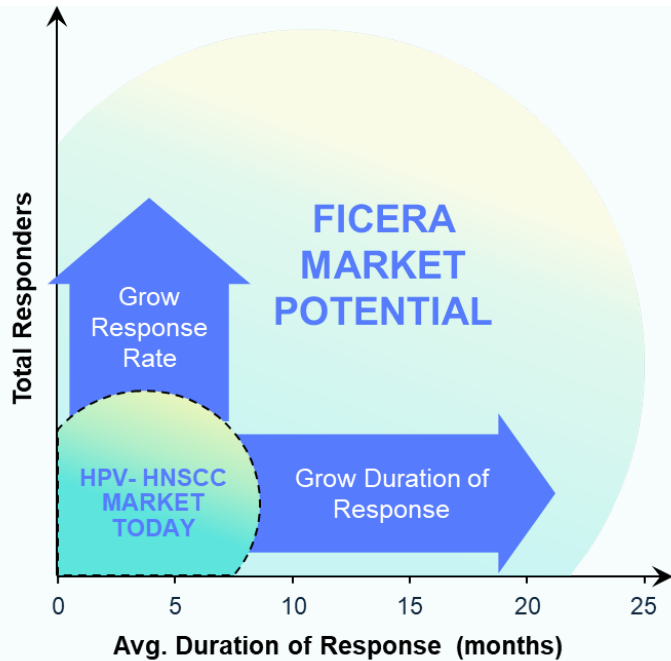 Total Responders
FICERA
MARKET
POTENTIAL
Grow
Response
Rate
HPV- HNSCC
MARKET
TODAY
Grow Duration of
Response
0 5 10 15 20 25
Avg. Duration of Response (months)